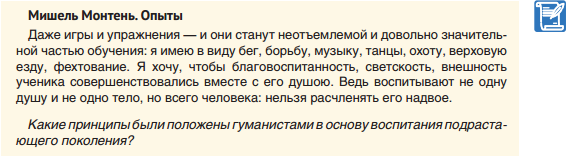 Мишель Монтень. Опыты
Даже игры и упражнения — и они станут неотъемлемой и довольно значитель-
ной частью обучения: я имею в виду бег, борьбу, музыку, танцы, охоту, верховую
езду, фехтование. Я хочу, чтобы благовоспитанность, светскость, внешность
ученика совершенствовались вместе с его душою. Ведь воспитывают не одну
душу и не одно тело, но всего человека: нельзя расчленять его надвое.
Какие принципы были положены гуманистами в основу воспитания подраста-
ющего поколения?